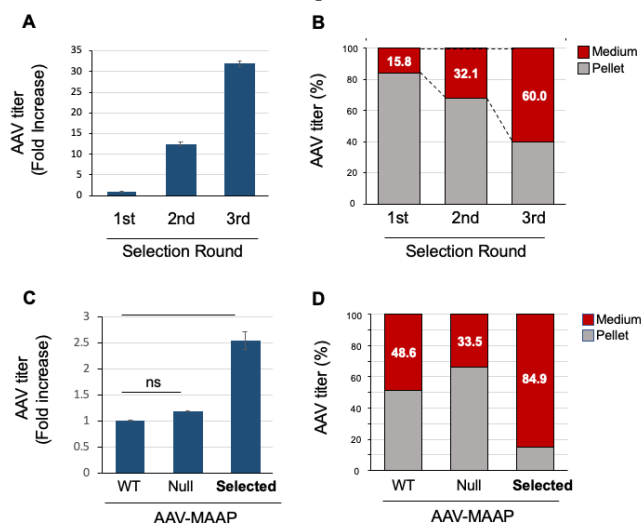 A
AAV titer
(Fold Increase)
35
30
25
20
15
10
5
0
1st 2nd 3rd
Selection Round
B
AAV titer (%)
100
80
60
40
20
0
15.8
32.1
60.0
Medium
Pellet
1st 2nd 3rd
Selection Round
C
AAV titer
(Fold increase)
3
2.5
2
1.5
1
0.5
0
ns
WT Null Selected
AAV-MAAP
D
AAV titer (%)
100
80
60
40
20
0
48.6
33.5
84.9
Medium
Pellet
WT Null Selected
AAV-MAAP